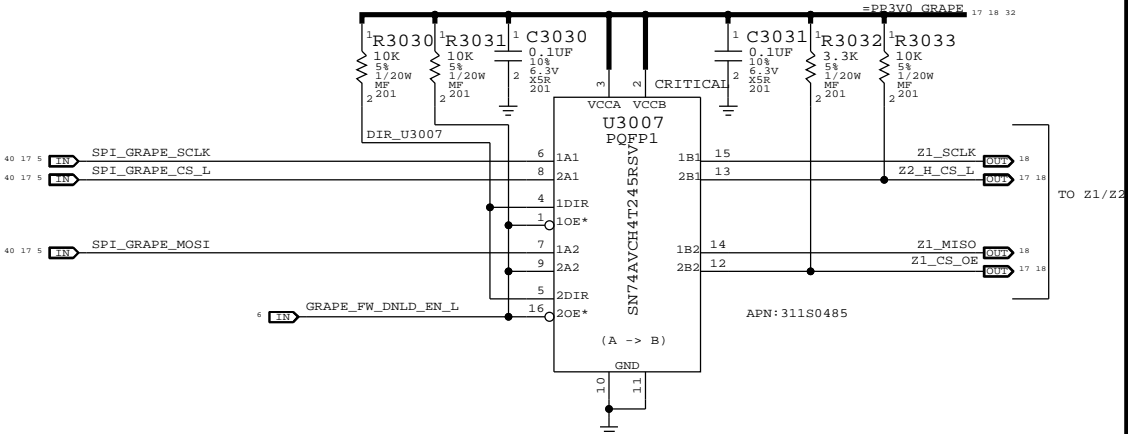 =PP3V0_GRAPE 17 18 32
1 R3030 10K 5% 1/20W MF 2 201
1 R3031 10K 5% 1/20W MF 2 201
1 C3030 0.1UF 10% 6.3V 2 X5R 201
1 C3031 0.1UF 10% 6.3V 2 X5R 201
1 R3032 3.3K 5% 1/20W MF 2 201
1 R3033 10K 5% 1/20W MF 2 201
3 2 CRITICAL
VCCA VCCB
U3007
PQFP1
SN74AVCH4T245RSV
DIR_U3007
40 17 5 IN SPI_GRAPE_SCLK 6 1A1 1B1 15 Z1_SCLK OUT 18
40 17 5 IN SPI_GRAPE_CS_L 8 2A1 2B1 13 Z2_H_CS_L OUT 17 18
4 1DIR
TO Z1/Z2
1 1OE*
40 17 5 IN SPI_GRAPE_MOSI 7 1A2 1B2 14 Z1_MISO OUT 18
9 2A2 2B2 12 Z1_CS_OE OUT 17 18
5 2DIR
6 IN GRAPE_FW_DNLD_EN_L 16 2OE*
APN:311S0485
(A -> B)
GND
10 11